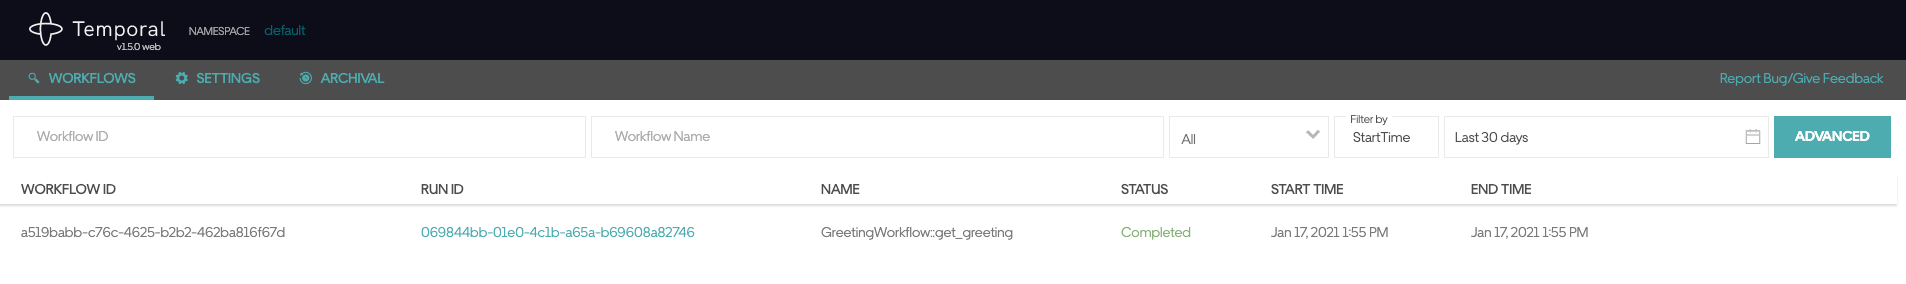 Temporal
v1.5.0 web
NAMESPACE default
WORKFLOWS SETTINGS ARCHIVAL Report Bug/Give Feedback
Workflow ID Workflow Name All Filter by StartTime Last 30 days ADVANCED
WORKFLOW ID RUN ID NAME STATUS START TIME END TIME
a519babb-c76c-4625-b2b2-462ba816f67d 069844bb-01e0-4c1b-a65a-b69608a82746 GreetingWorkflow::get_greeting Completed Jan 17, 2021 1:55 PM Jan 17, 2021 1:55 PM